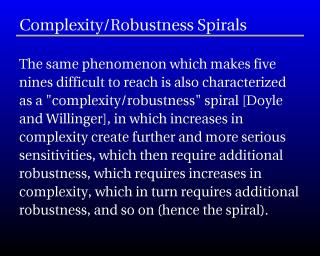 Complexity/Robustness Spirals
The same phenomenon which makes five
nines difficult to reach is also characterized
as a "complexity/robustness" spiral [Doyle
and Willinger], in which increases in
complexity create further and more serious
sensitivities, which then require additional
robustness, which requires increases in
complexity, which in turn requires additional
robustness, and so on (hence the spiral).